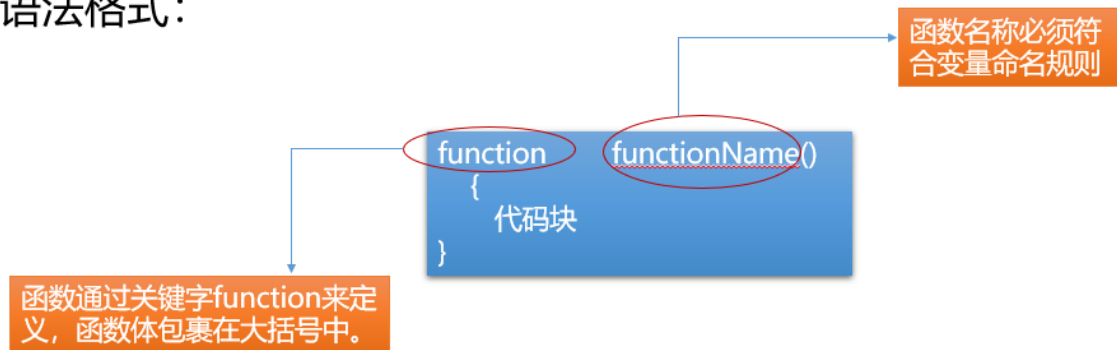 语法格式：
函数名称必须符
合变量命名规则
function functionName()
{
代码块
}
函数通过关键字function来定
义，函数体包裹在大括号中。